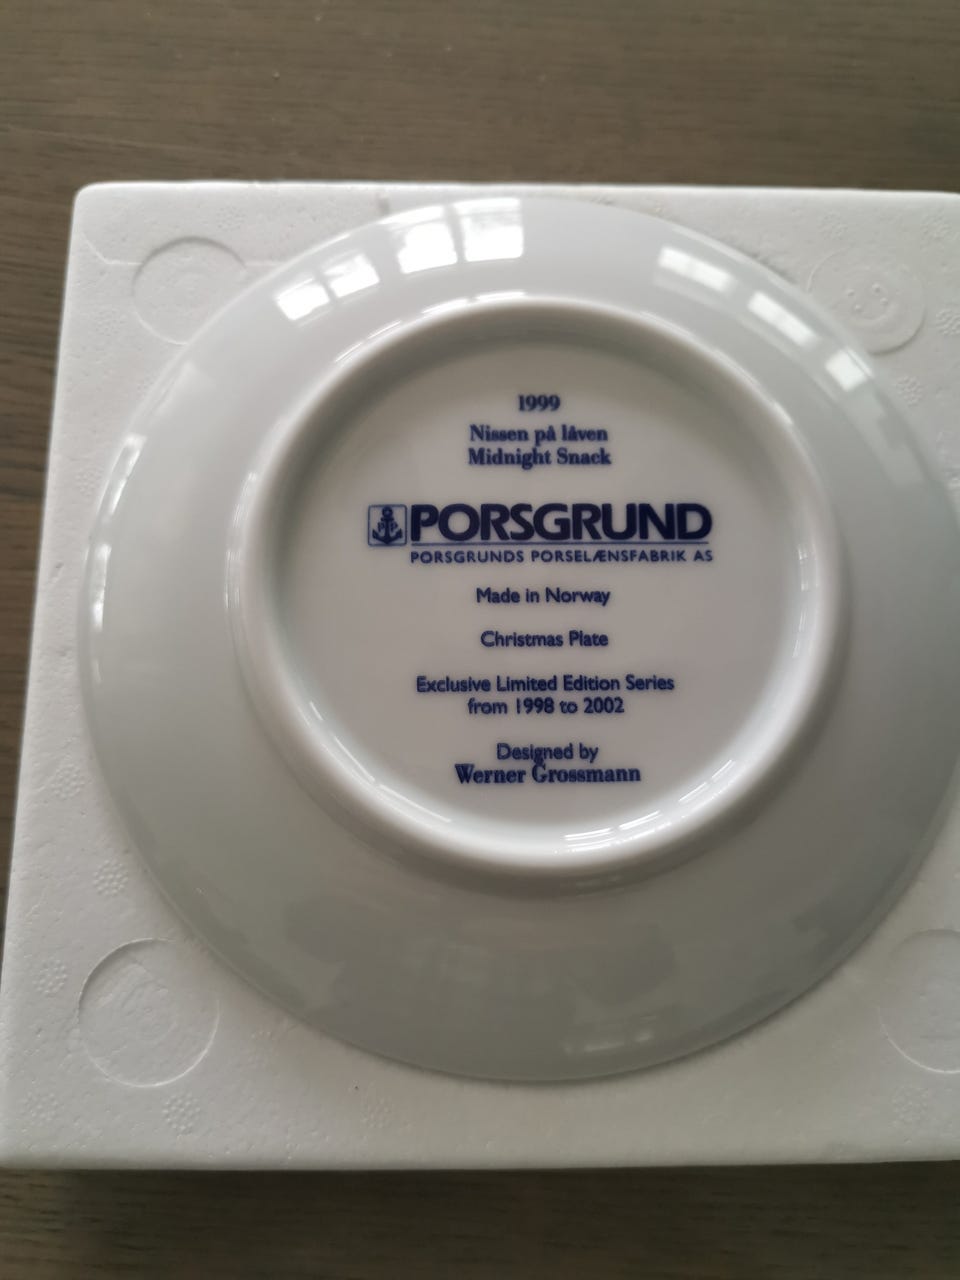 1999
Nissen på låven
Midnight Snack
PP PORSGRUND
PORSGRUNDS PORSELÆNSFABRIK AS
Made in Norway
Christmas Plate
Exclusive Limited Edition Series
from 1998 to 2002
Designed by
Werner Grossmann